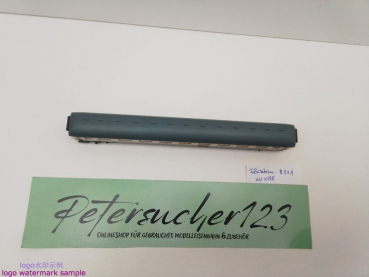 Petersucher123
ONLINESHOP FÜR GEBRAUCHTE MODELLEISENBAHN &ZUBEHÖR
logo水印示例
logo watermark sample